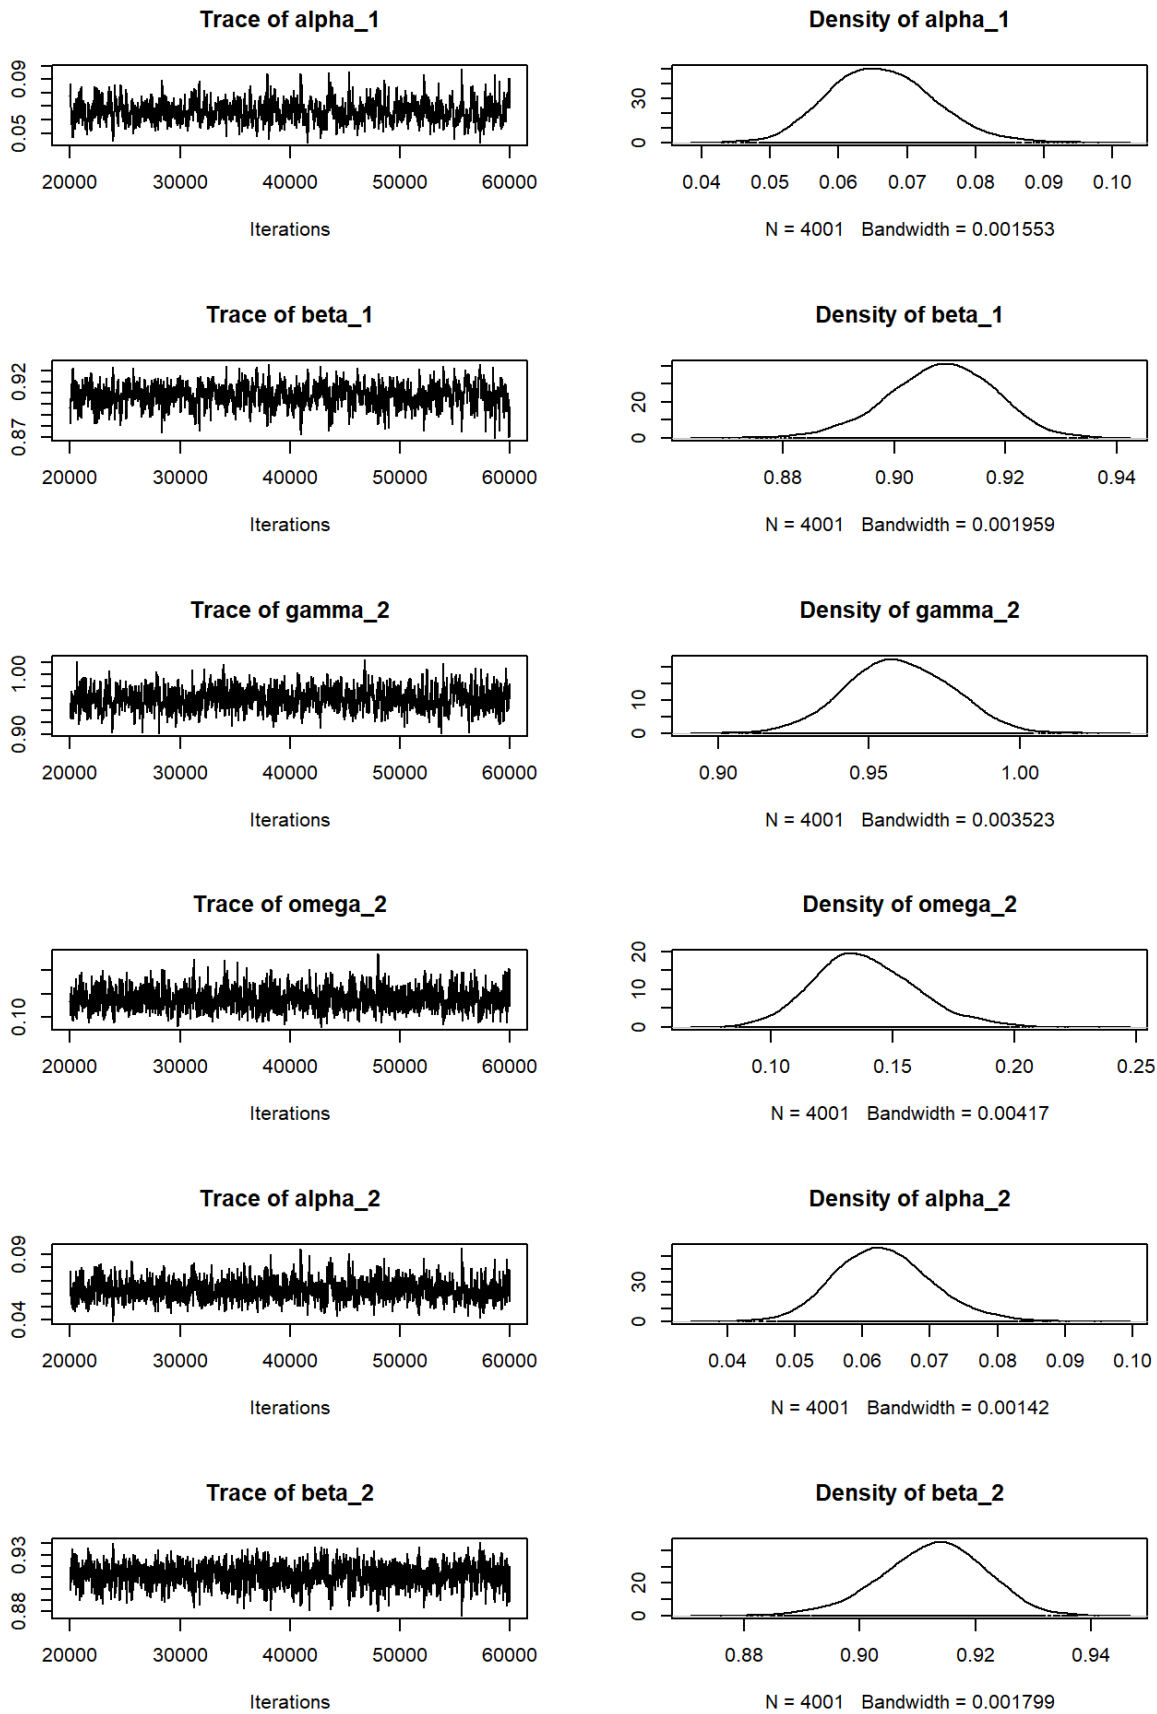 Trace of alpha_1
0.05 0.09
20000 30000 40000 50000 60000
Iterations
Density of alpha_1
0 30
0.04 0.05 0.06 0.07 0.08 0.09 0.10
N = 4001 Bandwidth = 0.001553
Trace of beta_1
0.87 0.92
20000 30000 40000 50000 60000
Iterations
Density of beta_1
0 20
0.88 0.90 0.92 0.94
N = 4001 Bandwidth = 0.001959
Trace of gamma_2
0.90 1.00
20000 30000 40000 50000 60000
Iterations
Density of gamma_2
0 10
0.90 0.95 1.00
N = 4001 Bandwidth = 0.003523
Trace of omega_2
0.10
20000 30000 40000 50000 60000
Iterations
Density of omega_2
0 10 20
0.10 0.15 0.20 0.25
N = 4001 Bandwidth = 0.00417
Trace of alpha_2
0.04 0.09
20000 30000 40000 50000 60000
Iterations
Density of alpha_2
0 30
0.04 0.05 0.06 0.07 0.08 0.09 0.10
N = 4001 Bandwidth = 0.00142
Trace of beta_2
0.88 0.93
20000 30000 40000 50000 60000
Iterations
Density of beta_2
0 20
0.88 0.90 0.92 0.94
N = 4001 Bandwidth = 0.001799